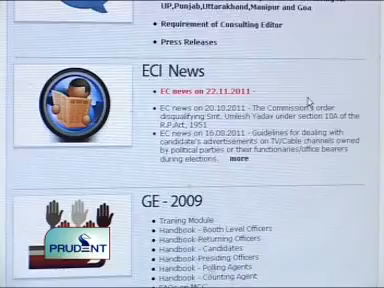 UP,Punjab,Uttarakhand,Manipur and Goa
Requirement of Consulting Editor
Press Releases
ECI News
EC news on 22.11.2011 -
EC news on 20.10.2011 - The Commission's order
disqualifying Smt. Umlesh Yadav under section 10A of the
R.P.Act, 1951
EC news on 16.08.2011 - Guidelines for dealing with
candidate's advertisements on TV/Cable channels owned
by political parties or their functionaries/office bearers
during elections. more
GE - 2009
Traning Module
Handbook - Booth Level Officers
Handbook-Returning Officers
Handbook - Candidates
Handbook-Presiding Officers
Handbook - Polling Agents
Handbook - Counting Agent
FAQs on MCC
PRUDENT